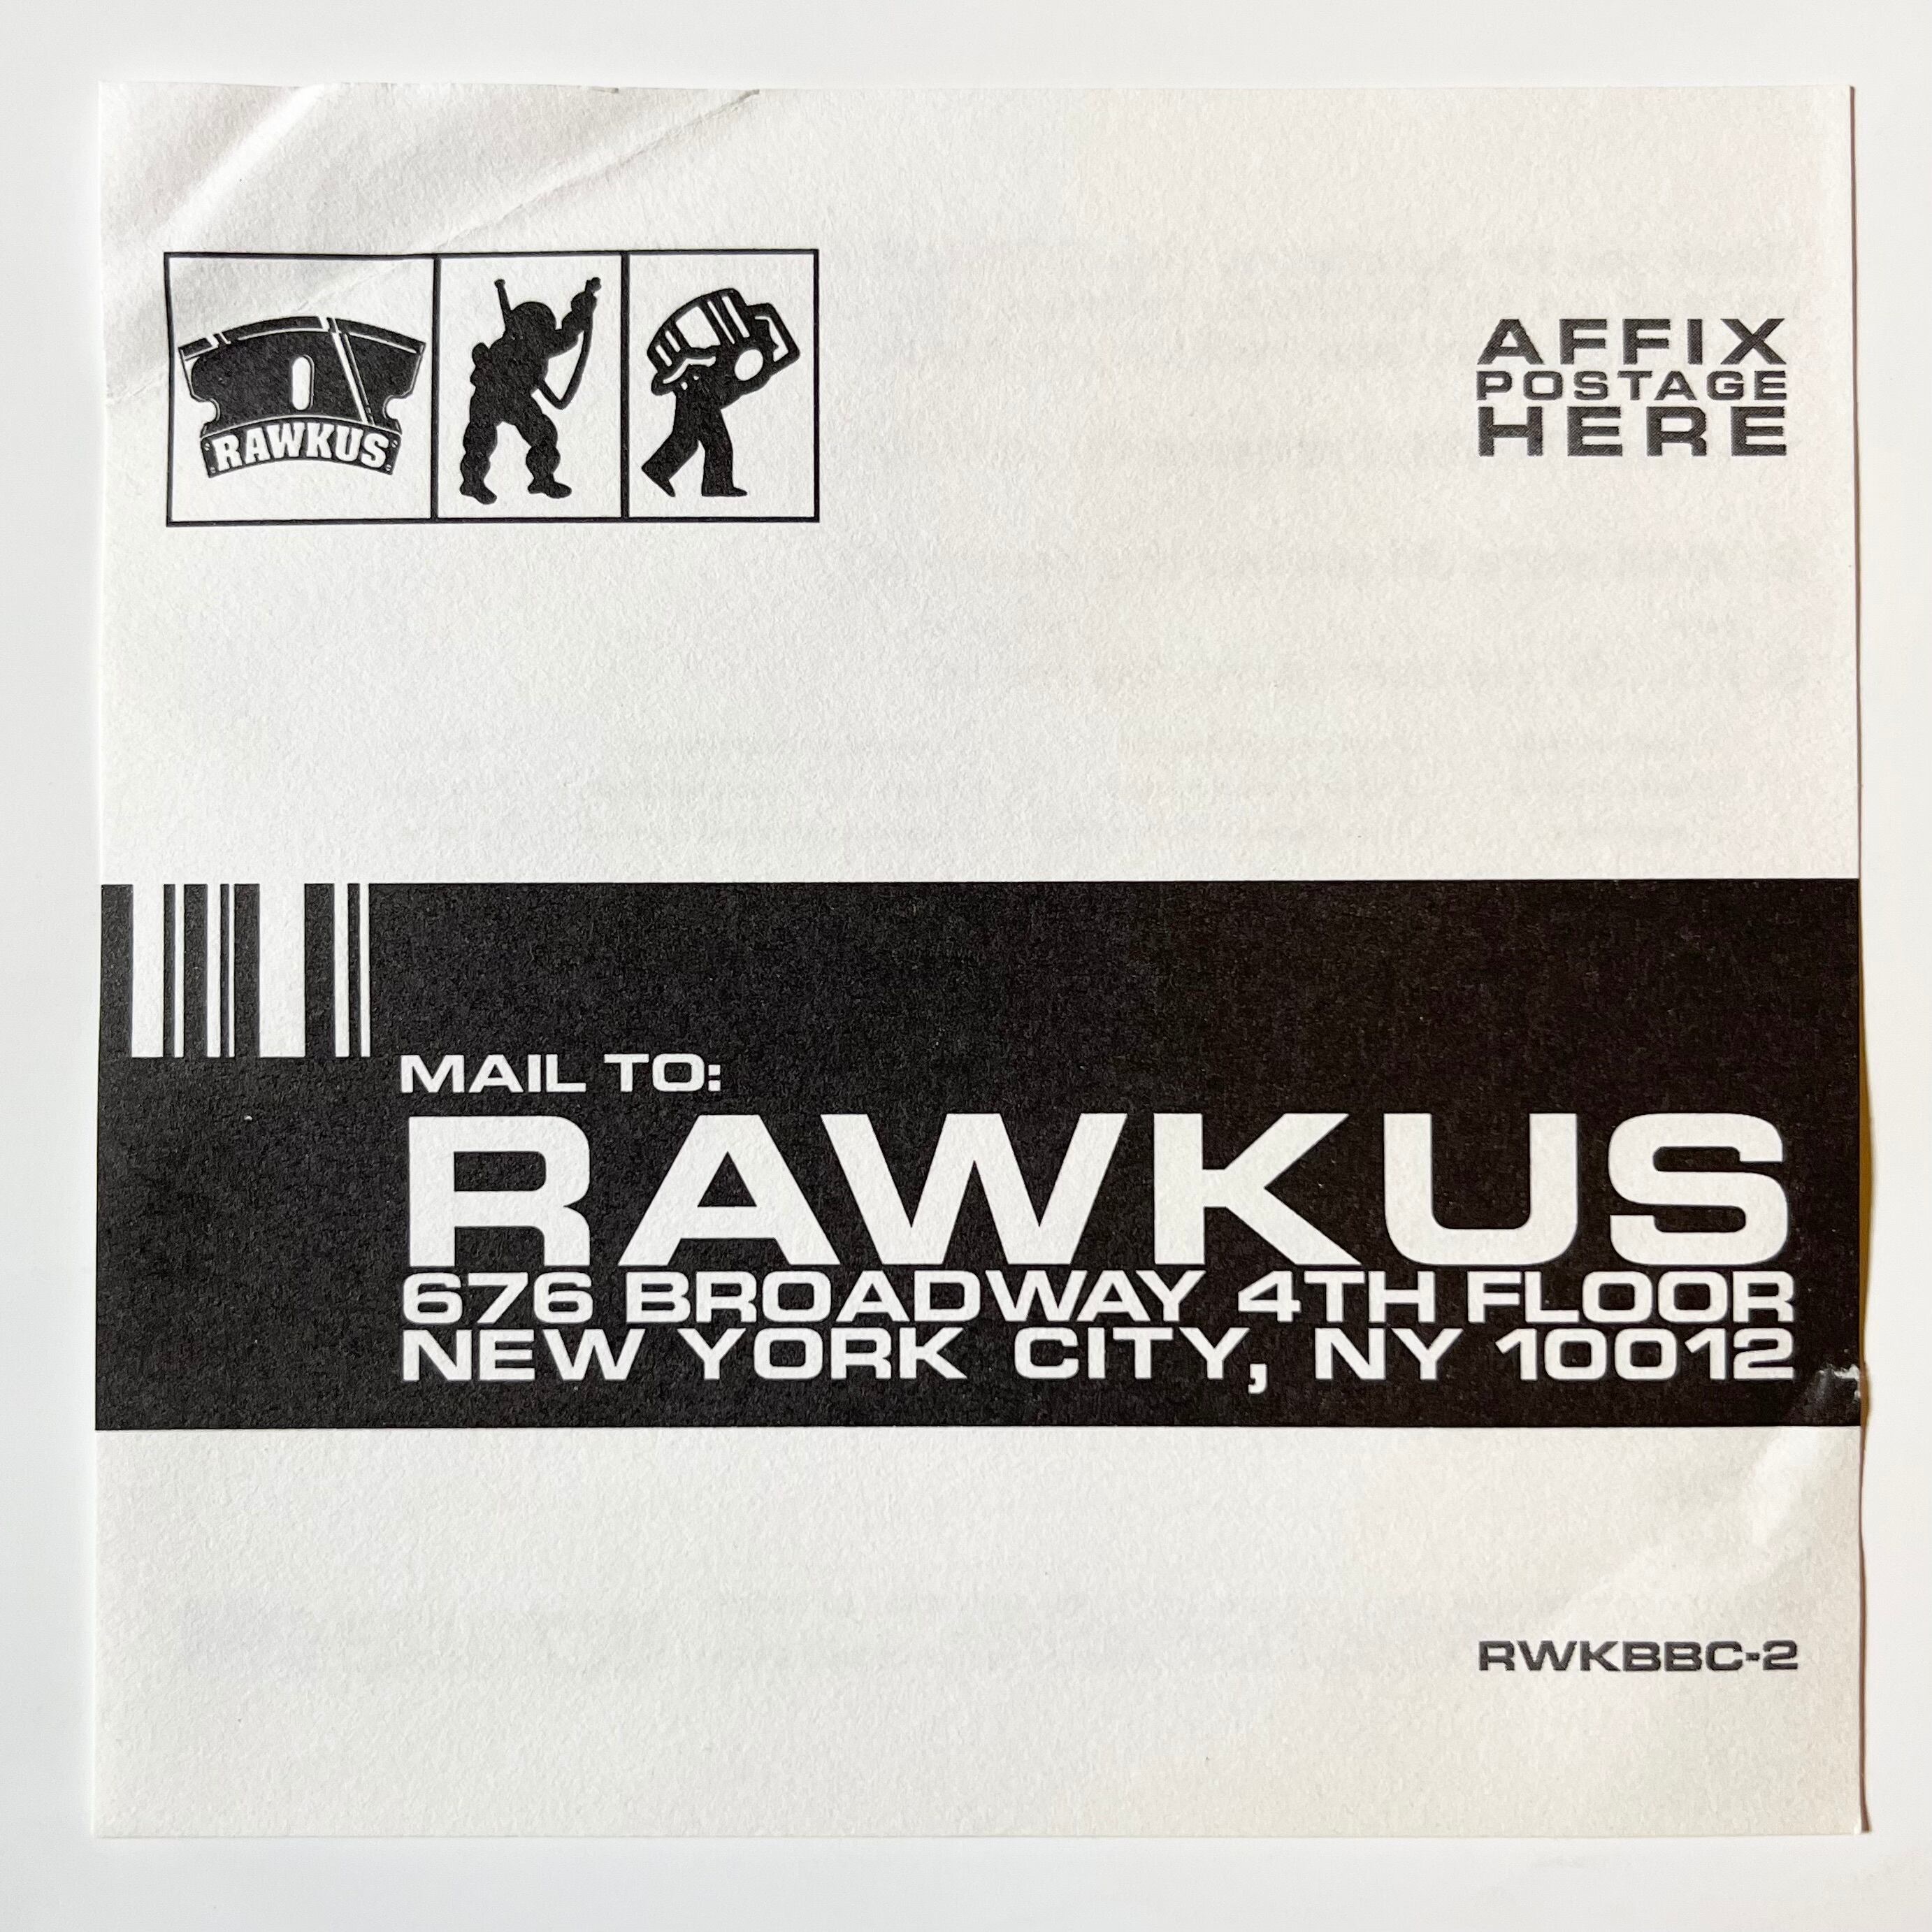 RAWKUS
AFFIX
POSTAGE
HERE
MAIL TO:
RAWKUS
676 BROADWAY 4TH FLOOR
NEW YORK CITY, NY 10012
RWKBBC-2